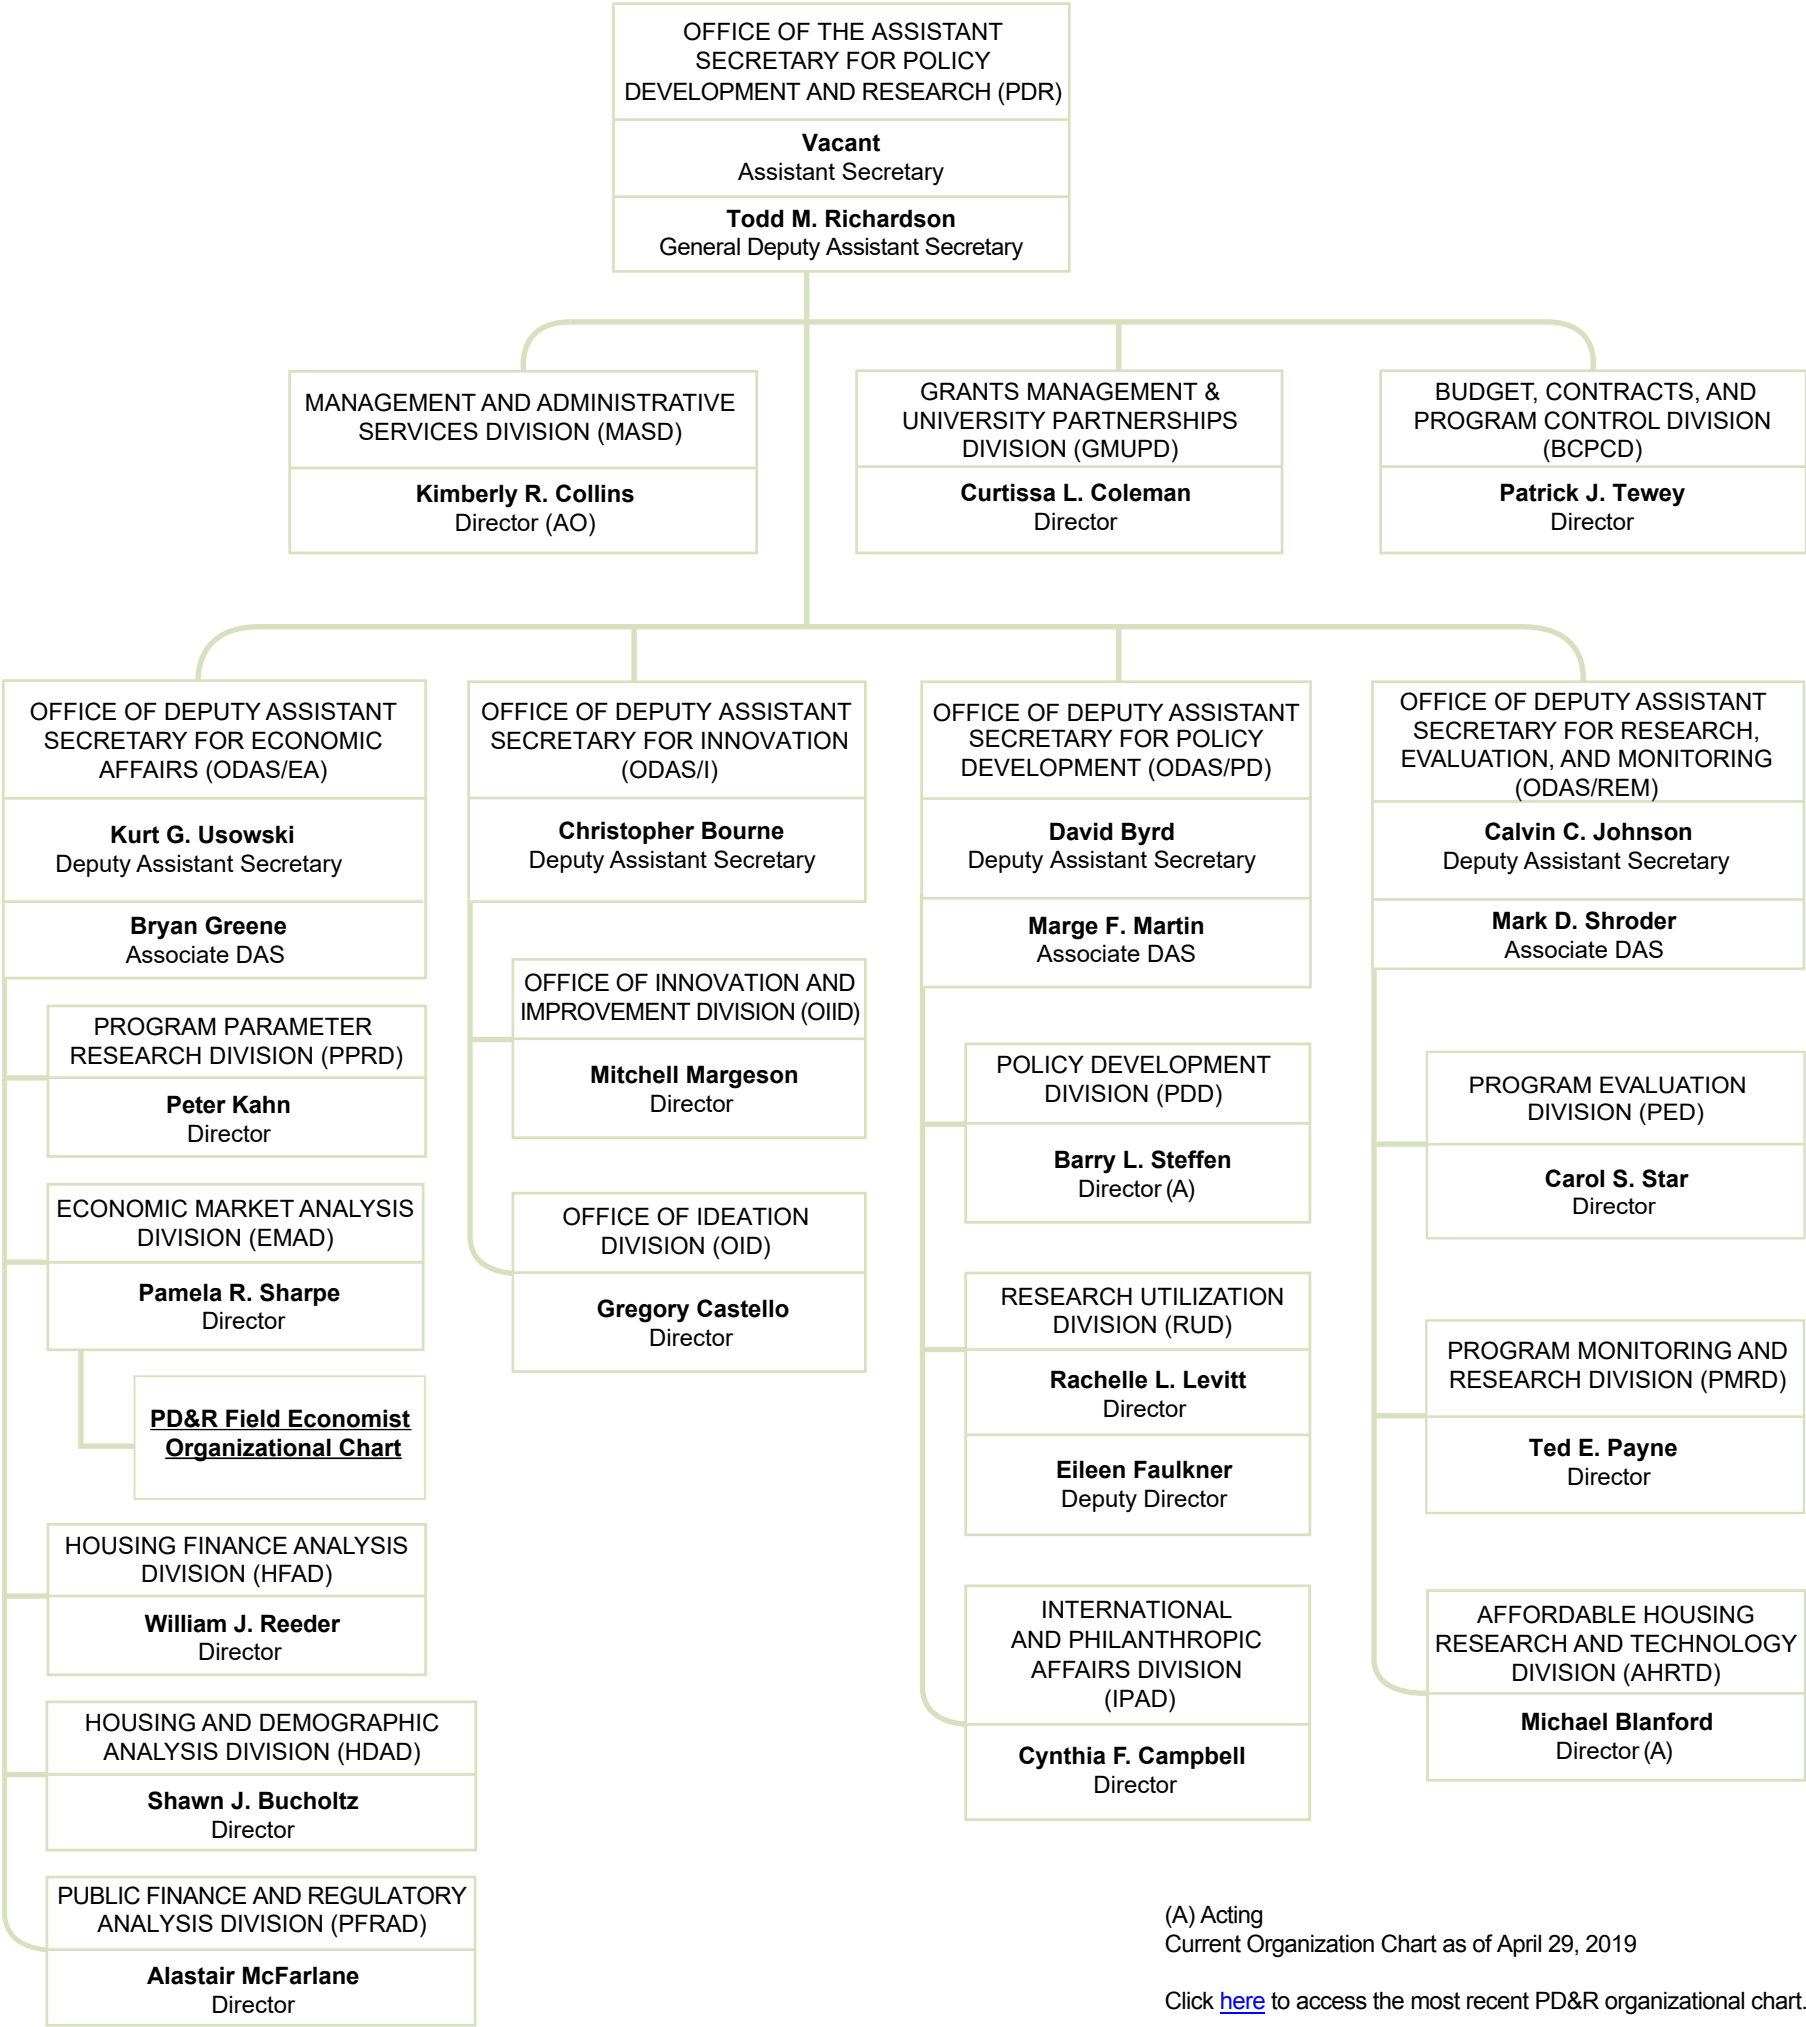 OFFICE OF THE ASSISTANT
SECRETARY FOR POLICY
DEVELOPMENT AND RESEARCH (PDR)
Vacant
Assistant Secretary
Todd M. Richardson
General Deputy Assistant Secretary
MANAGEMENT AND ADMINISTRATIVE
SERVICES DIVISION (MASD)
Kimberly R. Collins
Director (AO)
GRANTS MANAGEMENT &
UNIVERSITY PARTNERSHIPS
DIVISION (GMUPD)
Curtissa L. Coleman
Director
BUDGET, CONTRACTS, AND
PROGRAM CONTROL DIVISION
(BCPCD)
Patrick J. Tewey
Director
OFFICE OF DEPUTY ASSISTANT
SECRETARY FOR ECONOMIC
AFFAIRS (ODAS/EA)
Kurt G. Usowski
Deputy Assistant Secretary
Bryan Greene
Associate DAS
PROGRAM PARAMETER
RESEARCH DIVISION (PPRD)
Peter Kahn
Director
ECONOMIC MARKET ANALYSIS
DIVISION (EMAD)
Pamela R. Sharpe
Director
PD&R Field Economist
Organizational Chart
HOUSING FINANCE ANALYSIS
DIVISION (HFAD)
William J. Reeder
Director
HOUSING AND DEMOGRAPHIC
ANALYSIS DIVISION (HDAD)
Shawn J. Bucholtz
Director
PUBLIC FINANCE AND REGULATORY
ANALYSIS DIVISION (PFRAD)
Alastair McFarlane
Director
OFFICE OF DEPUTY ASSISTANT
SECRETARY FOR INNOVATION
(ODAS/I)
Christopher Bourne
Deputy Assistant Secretary
OFFICE OF INNOVATION AND
IMPROVEMENT DIVISION (OIID)
Mitchell Margeson
Director
OFFICE OF IDEATION
DIVISION (OID)
Gregory Castello
Director
OFFICE OF DEPUTY ASSISTANT
SECRETARY FOR POLICY
DEVELOPMENT (ODAS/PD)
David Byrd
Deputy Assistant Secretary
Marge F. Martin
Associate DAS
POLICY DEVELOPMENT
DIVISION (PDD)
Barry L. Steffen
Director (A)
RESEARCH UTILIZATION
DIVISION (RUD)
Rachelle L. Levitt
Director
Eileen Faulkner
Deputy Director
INTERNATIONAL
AND PHILANTHROPIC
AFFAIRS DIVISION
(IPAD)
Cynthia F. Campbell
Director
OFFICE OF DEPUTY ASSISTANT
SECRETARY FOR RESEARCH,
EVALUATION, AND MONITORING
(ODAS/REM)
Calvin C. Johnson
Deputy Assistant Secretary
Mark D. Shroder
Associate DAS
PROGRAM EVALUATION
DIVISION (PED)
Carol S. Star
Director
PROGRAM MONITORING AND
RESEARCH DIVISION (PMRD)
Ted E. Payne
Director
AFFORDABLE HOUSING
RESEARCH AND TECHNOLOGY
DIVISION (AHRTD)
Michael Blanford
Director (A)
(A) Acting
Current Organization Chart as of April 29, 2019
Click here to access the most recent PD&R organizational chart.